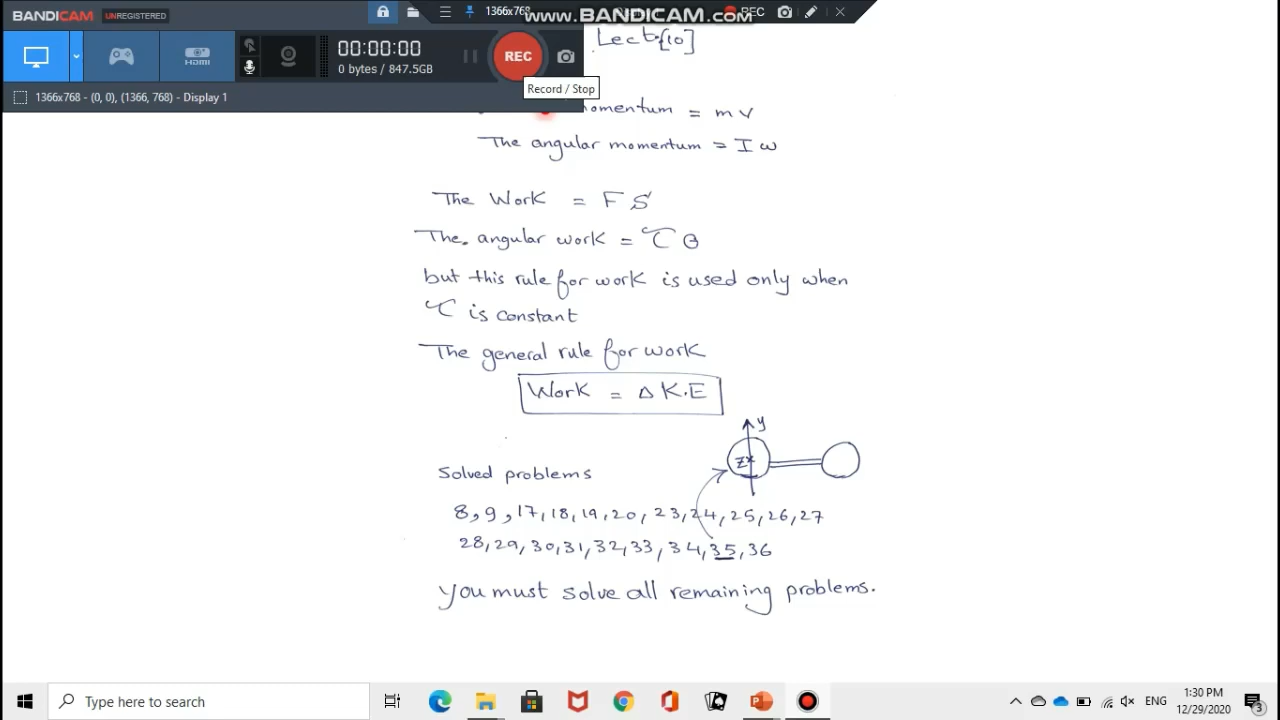 BANDICAM UNREGISTERED
1366x768
www.BANDICAM.com
REC
00:00:00
0 bytes / 847.5GB
HDMI
REC
Record / Stop
1366x768 - (0, 0), (1366, 768) - Display 1
Lect.[10]
momentum = m v
The angular momentum = I ω
The Work = F S
The angular work = τ θ
but this rule for work is used only when
τ is constant
The general rule for work
Work = Δ K.E
y
Solved problems
8, 9, 17, 18, 19, 20, 23, 24, 25, 26, 27
28, 29, 30, 31, 32, 33, 34, 35, 36
You must solve all remaining problems.
Type here to search
ENG
1:30 PM
12/29/2020
3